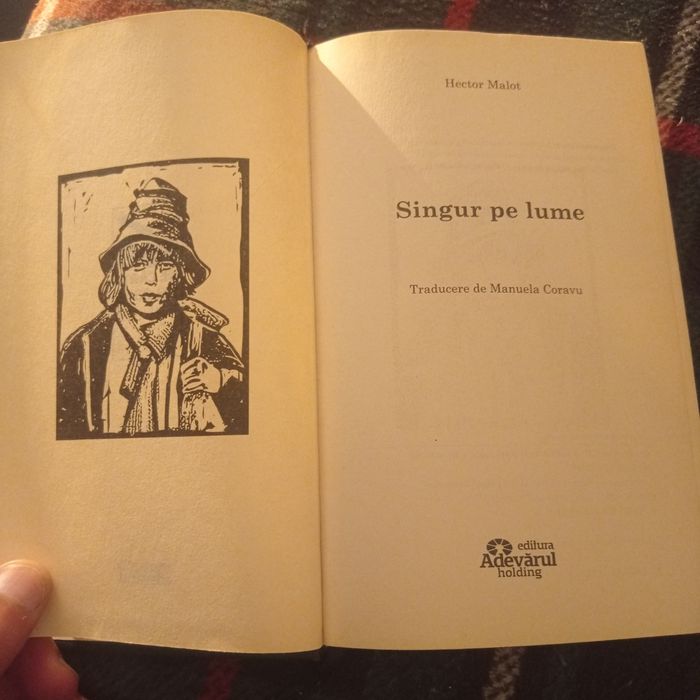 Hector Malot
Singur pe lume
Traducere de Manuela Coravu
editura
Adevărul
holding